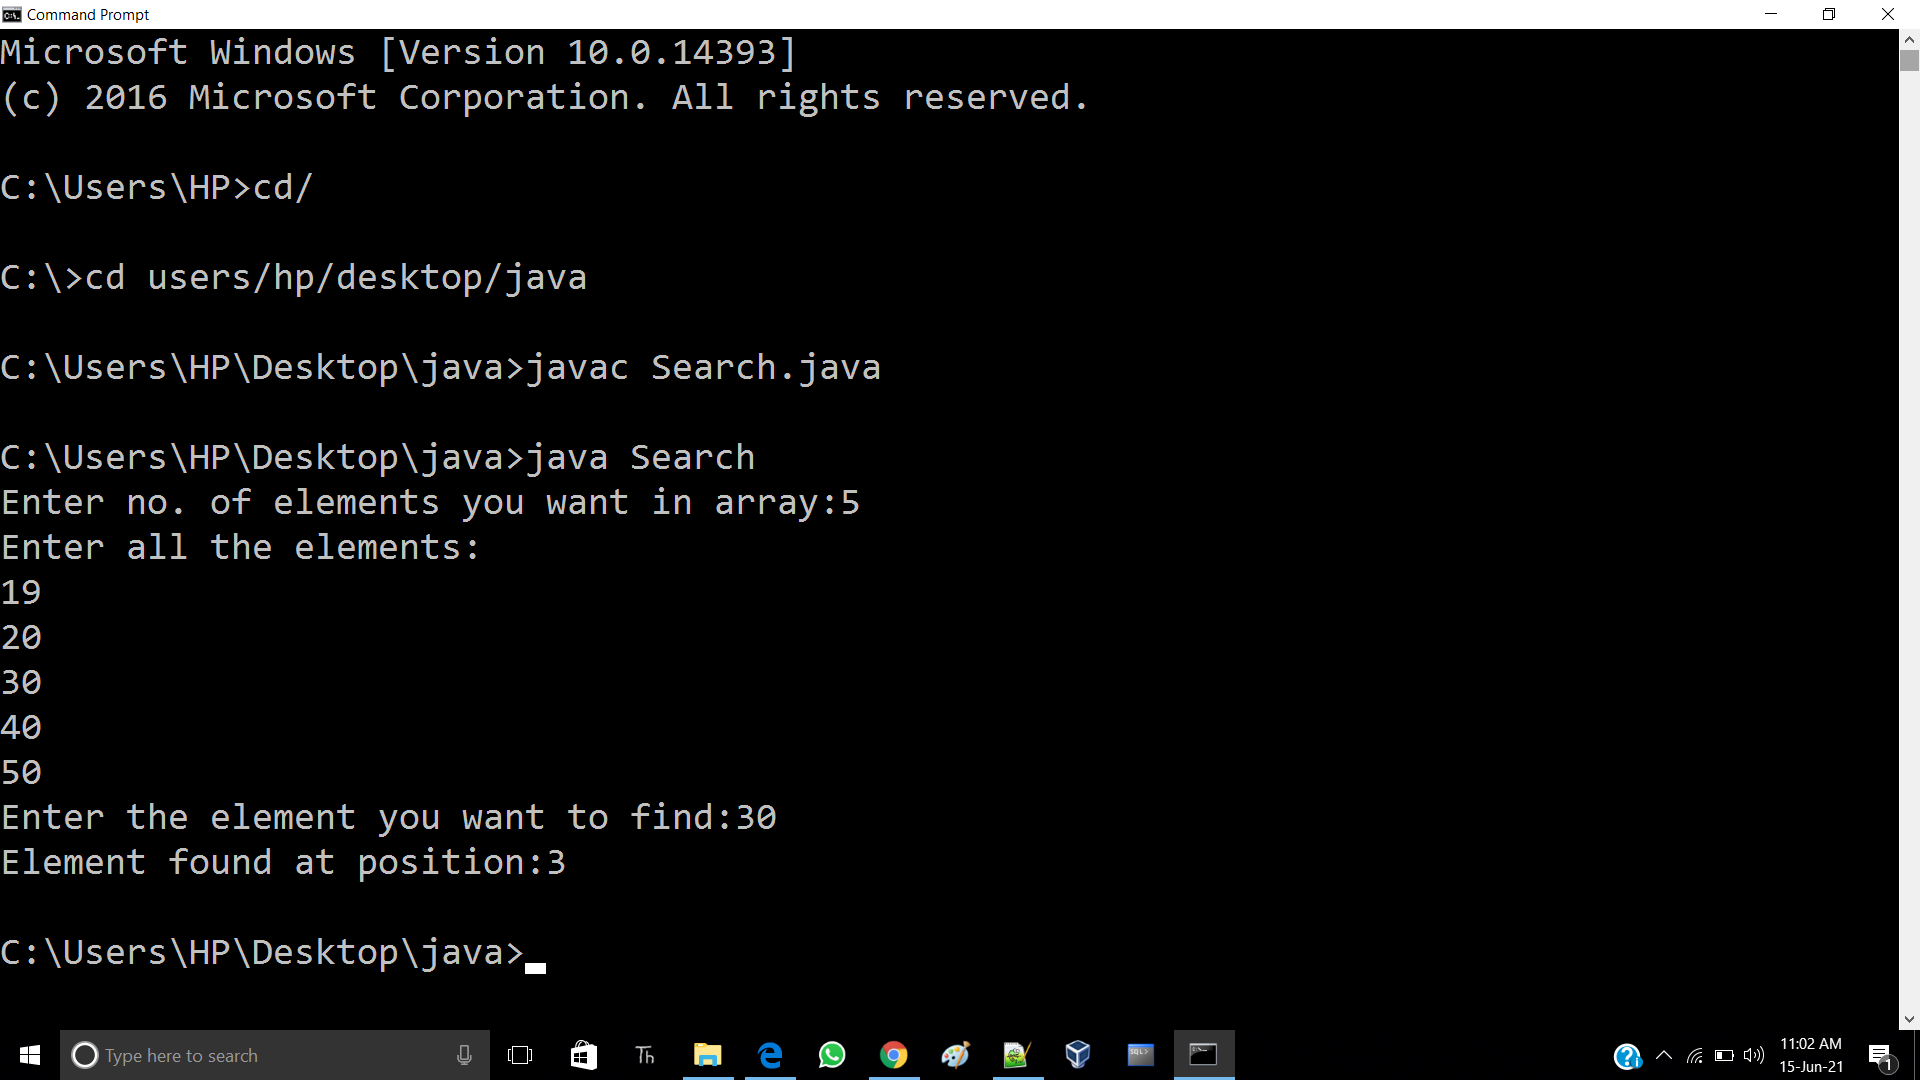 Command Prompt
Microsoft Windows [Version 10.0.14393]
(c) 2016 Microsoft Corporation. All rights reserved.
C:\Users\HP>cd/
C:\>cd users/hp/desktop/java
C:\Users\HP\Desktop\java>javac Search.java
C:\Users\HP\Desktop\java>java Search
Enter no. of elements you want in array:5
Enter all the elements:
19
20
30
40
50
Enter the element you want to find:30
Element found at position:3
C:\Users\HP\Desktop\java>
Type here to search
Th
SQL>
11:02 AM
15-Jun-21
1